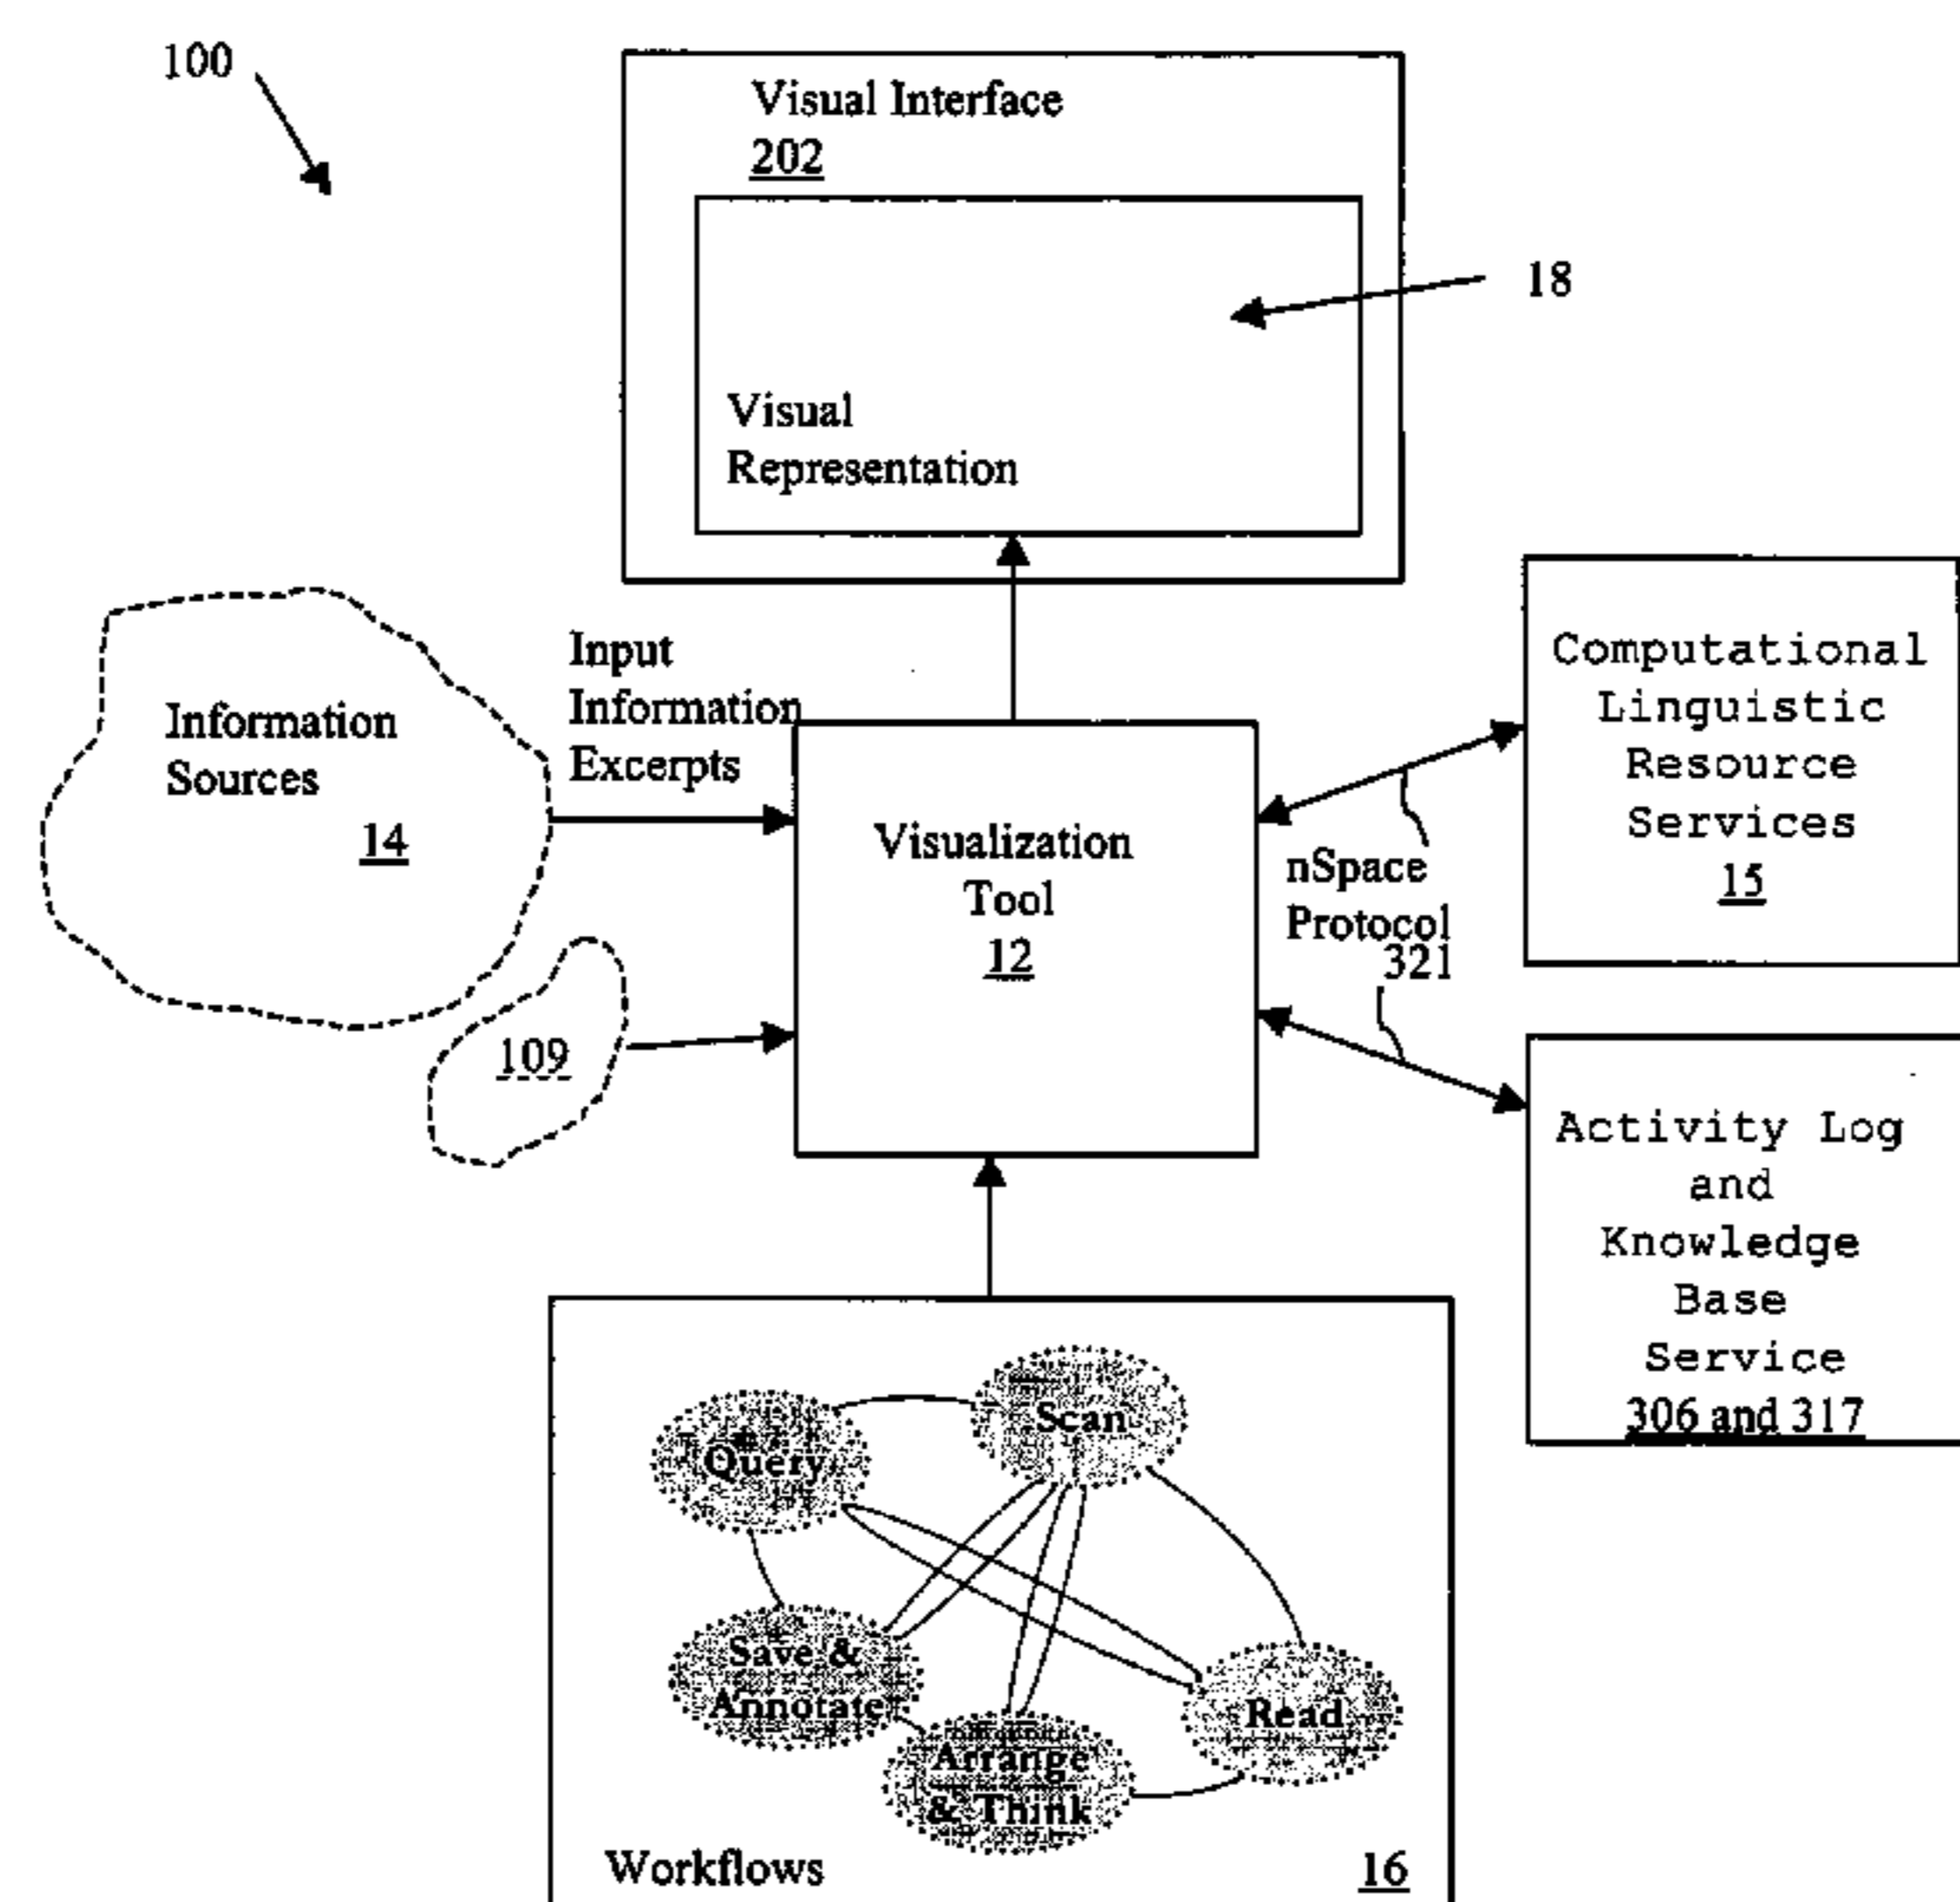 100
Visual Interface
202
18
Visual
Representation
Information
Sources
14
Input
Information
Excerpts
Visualization
Tool
12
109
nSpace
Protocol
321
Computational
Linguistic
Resource
Services
15
Activity Log
and
Knowledge
Base
Service
306 and 317
Query
Scan
Save &
Annotate
Arrange
& Think
Read
Workflows
16